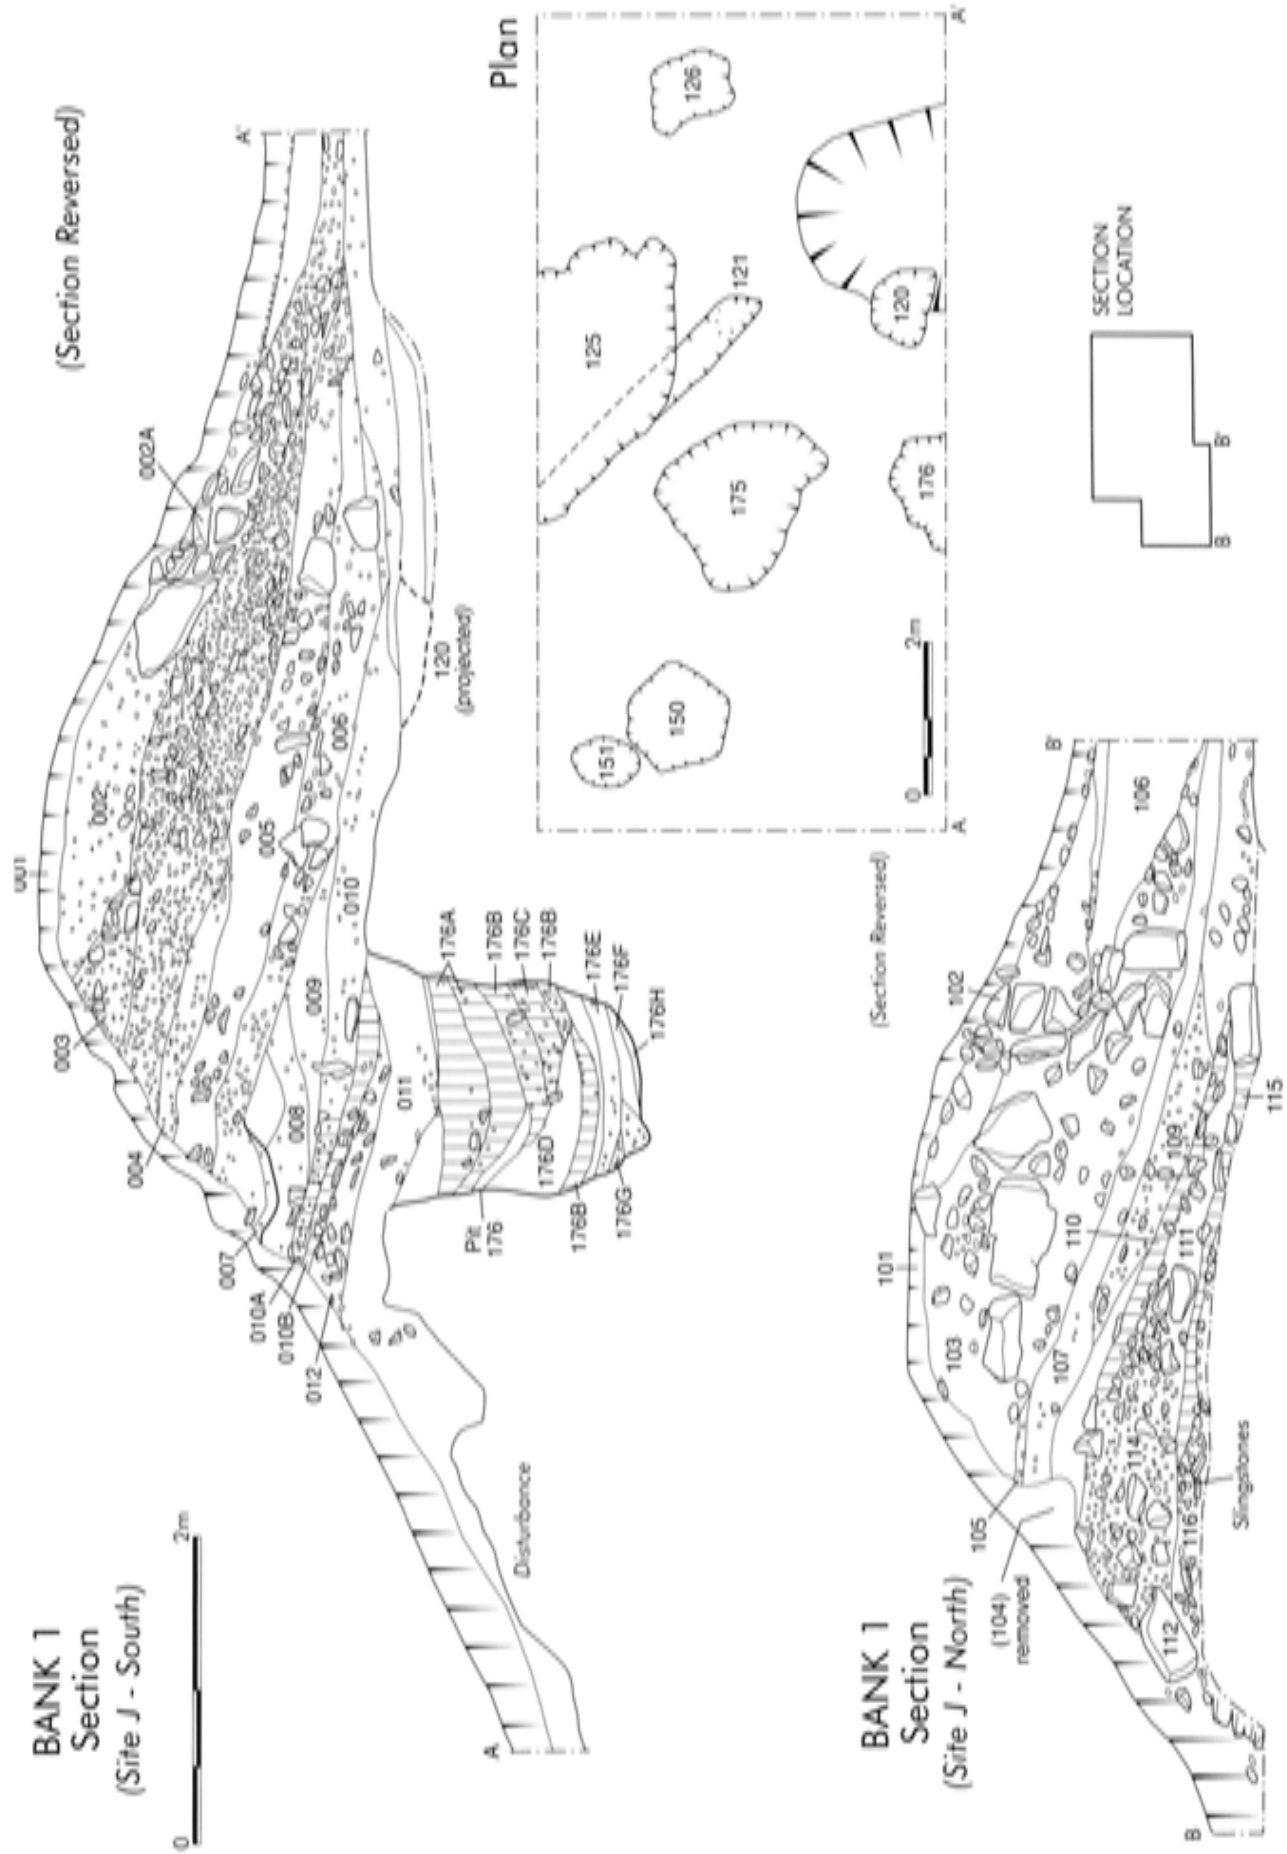 BANK 1
Section
(Site J - South)
0
2m
(Section Reversed)
A
A'
001
002
002A
003
004
005
006
007
008
009
010
010A
010B
011
012
120
(projected)
Disturbance
Pit
176
176A
176B
176C
176B
176D
176E
176F
176H
176B
176G
Plan
A
A'
0
2m
125
126
121
120
175
176
150
151
BANK 1
Section
(Site J - North)
(Section Reversed)
B
B'
101
102
103
(104)
removed
105
106
107
109
110
111
112
114
115
116
Slingstones
SECTION
LOCATION
B
B'